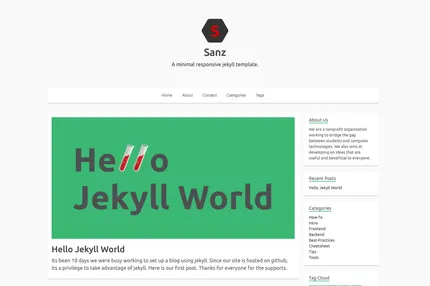 S
Sanz
A minimal responsive jekyll template.
Home About Conatct Categories Tags
Hello
Jekyll World
Hello Jekyll World
Its been 10 days we were busy working to set up a blog using jekyll. Since our site is hosted on github,
its a privilege to take advantage of jekyll. Here is our first post. Thanks for everyone for the supports.
About Us
We are a nonprofit organisation
working to bridge the gap
between students and computer
technologies. We also aims at
developing on ideas that are
useful and beneficial to everyone.
Recent Posts
Hello Jekyll World
Categories
How-To
Intro
Frontend
Backend
Best-Practices
Cheatsheet
Tips
Tools
Tag Cloud